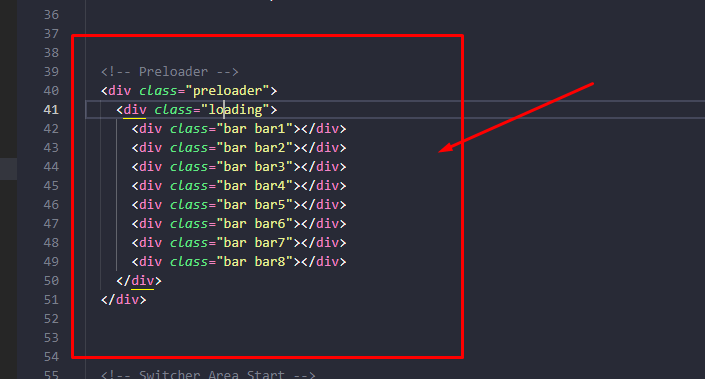 36
37
38
39 <!-- Preloader -->
40 <div class="preloader">
41 <div class="loading">
42 <div class="bar bar1"></div>
43 <div class="bar bar2"></div>
44 <div class="bar bar3"></div>
45 <div class="bar bar4"></div>
46 <div class="bar bar5"></div>
47 <div class="bar bar6"></div>
48 <div class="bar bar7"></div>
49 <div class="bar bar8"></div>
50 </div>
51 </div>
52
53
54
55 <!-- Switcher Area Start -->